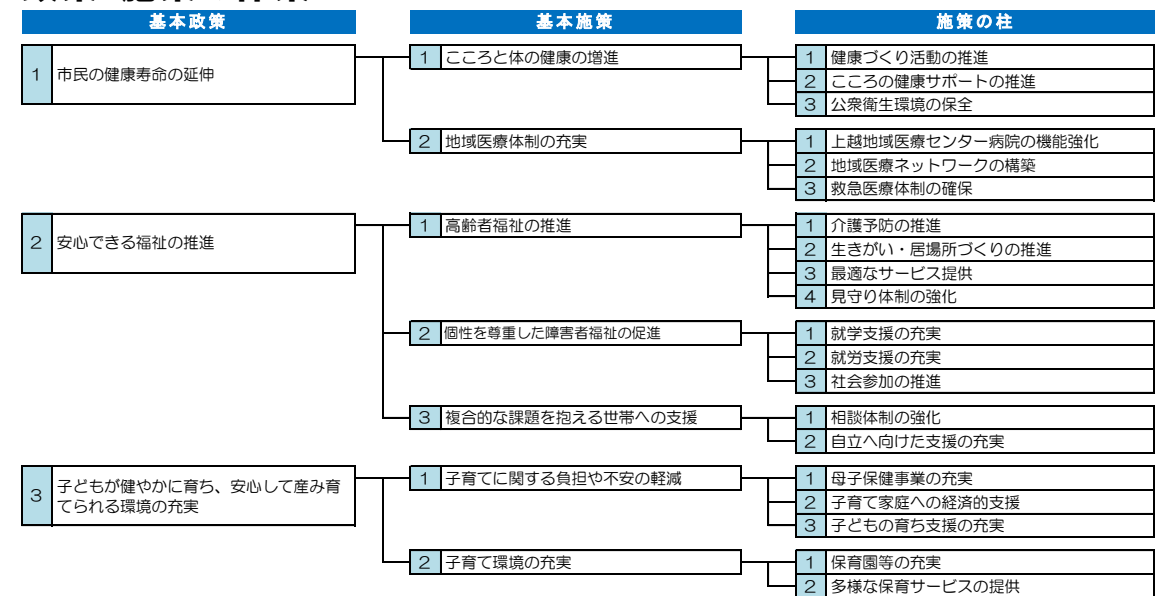 基本政策 基本施策 施策の柱
1 市民の健康寿命の延伸
1 こころと体の健康の増進
1 健康づくり活動の推進
2 こころの健康サポートの推進
3 公衆衛生環境の保全
2 地域医療体制の充実
1 上越地域医療センター病院の機能強化
2 地域医療ネットワークの構築
3 救急医療体制の確保
2 安心できる福祉の推進
1 高齢者福祉の推進
1 介護予防の推進
2 生きがい・居場所づくりの推進
3 最適なサービス提供
4 見守り体制の強化
2 個性を尊重した障害者福祉の促進
1 就学支援の充実
2 就労支援の充実
3 社会参加の推進
3 複合的な課題を抱える世帯への支援
1 相談体制の強化
2 自立へ向けた支援の充実
3 子どもが健やかに育ち、安心して産み育
てられる環境の充実
1 子育てに関する負担や不安の軽減
1 母子保健事業の充実
2 子育て家庭への経済的支援
3 子どもの育ち支援の充実
2 子育て環境の充実
1 保育園等の充実
2 多様な保育サービスの提供